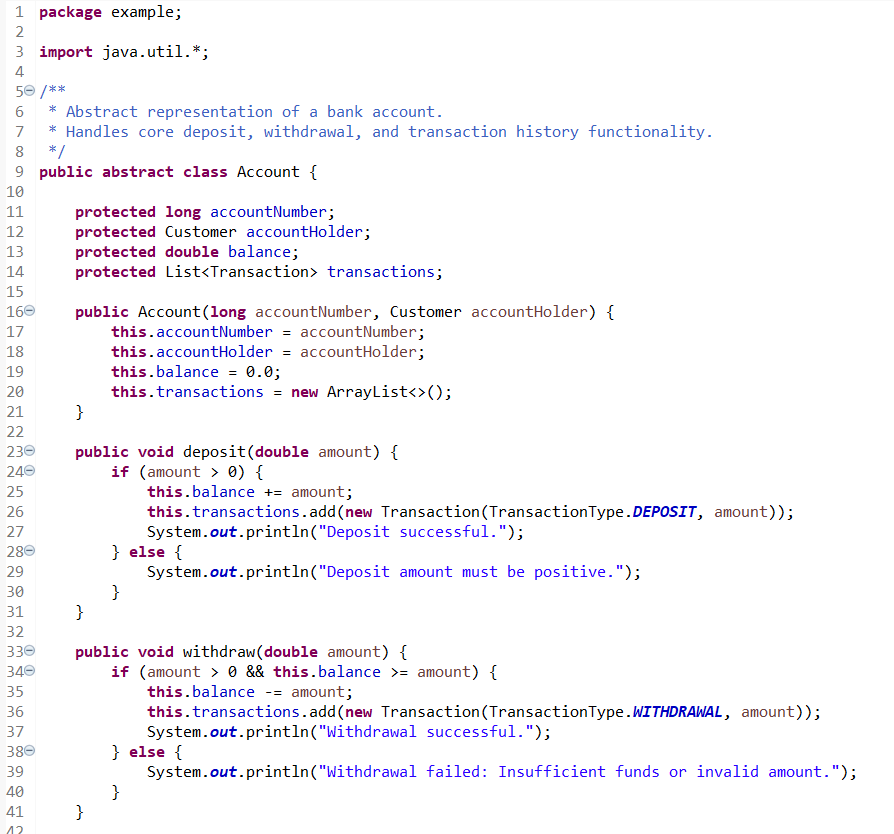 1 package example;
2
3 import java.util.*;
4
5 /**
6  * Abstract representation of a bank account.
7  * Handles core deposit, withdrawal, and transaction history functionality.
8  */
9 public abstract class Account {
10
11     protected long accountNumber;
12     protected Customer accountHolder;
13     protected double balance;
14     protected List<Transaction> transactions;
15
16     public Account(long accountNumber, Customer accountHolder) {
17         this.accountNumber = accountNumber;
18         this.accountHolder = accountHolder;
19         this.balance = 0.0;
20         this.transactions = new ArrayList<>();
21     }
22
23     public void deposit(double amount) {
24         if (amount > 0) {
25             this.balance += amount;
26             this.transactions.add(new Transaction(TransactionType.DEPOSIT, amount));
27             System.out.println("Deposit successful.");
28         } else {
29             System.out.println("Deposit amount must be positive.");
30         }
31     }
32
33     public void withdraw(double amount) {
34         if (amount > 0 && this.balance >= amount) {
35             this.balance -= amount;
36             this.transactions.add(new Transaction(TransactionType.WITHDRAWAL, amount));
37             System.out.println("Withdrawal successful.");
38         } else {
39             System.out.println("Withdrawal failed: Insufficient funds or invalid amount.");
40         }
41     }
42